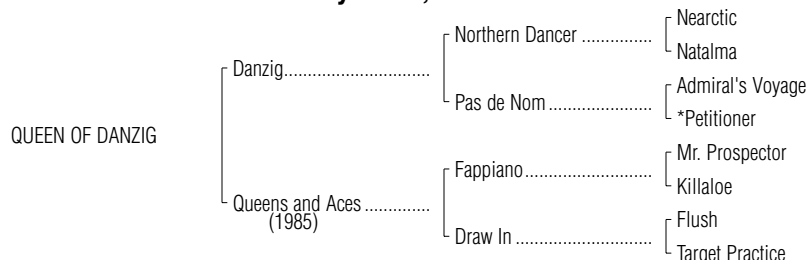 Nearctic
Northern Dancer ...............
Natalma
Danzig...............................
Admiral's Voyage
Pas de Nom ......................
*Petitioner
QUEEN OF DANZIG
Mr. Prospector
Fappiano...........................
Killaloe
Queens and Aces ..............
(1985)
Flush
Draw In .............................
Target Practice